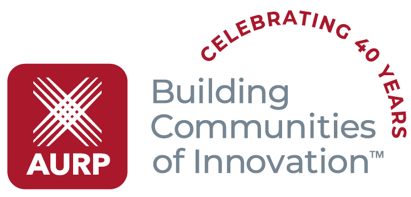 CELEBRATING 40 YEARS
AURP
Building
Communities
of Innovation™